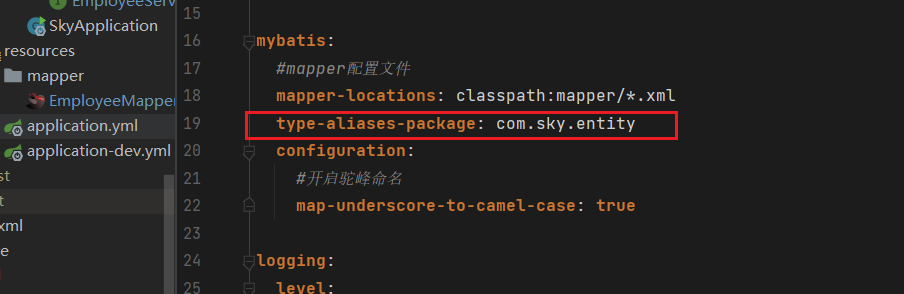 EmployeeServ
SkyApplication
resources
mapper
EmployeeMapper
application.yml
application-dev.yml
st
t
xml
e
15
16 mybatis:
17 #mapper配置文件
18 mapper-locations: classpath:mapper/*.xml
19 type-aliases-package: com.sky.entity
20 configuration:
21 #开启驼峰命名
22 map-underscore-to-camel-case: true
23
24 logging:
25 level: